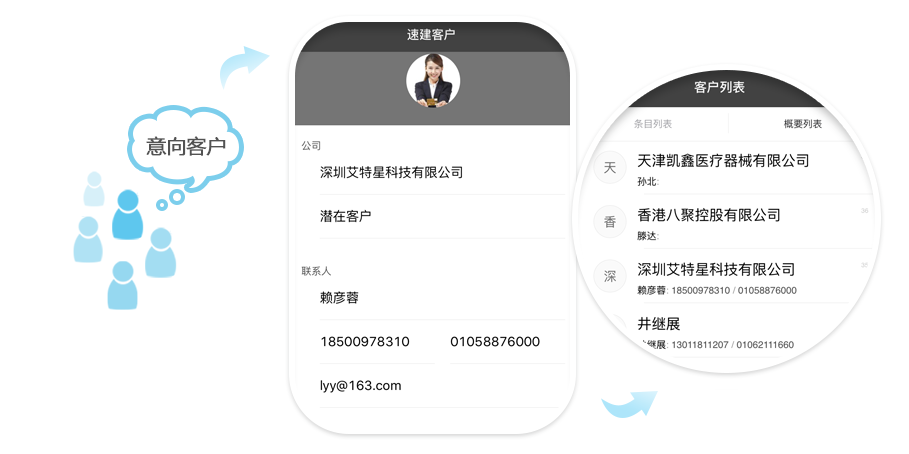 意向客户
速建客户
公司
深圳艾特星科技有限公司
潜在客户
联系人
赖彦蓉
18500978310 01058876000
lyy@163.com
客户列表
条目列表 概要列表
天 天津凯鑫医疗器械有限公司
孙北:
香 香港八聚控股有限公司
滕达:
深 深圳艾特星科技有限公司
赖彦蓉: 18500978310 / 01058876000
井继展
继展: 13011811207 / 01062111660